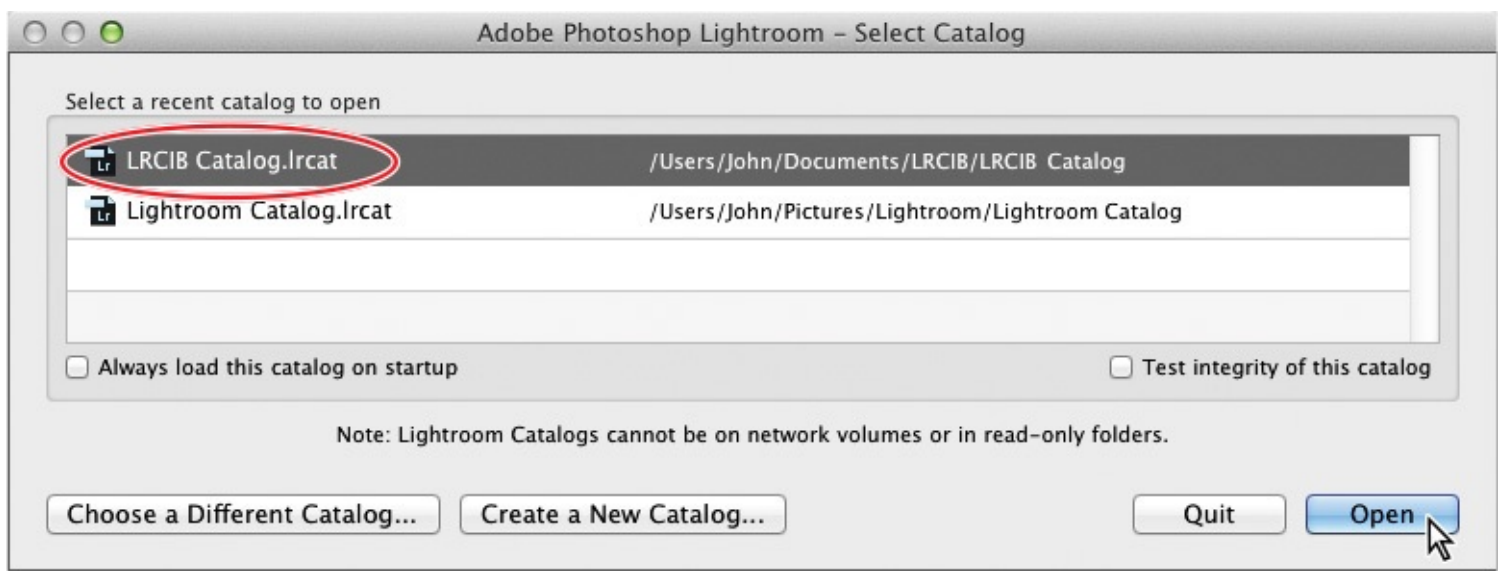 Adobe Photoshop Lightroom – Select Catalog
Select a recent catalog to open
Lr LRCIB Catalog.lrcat /Users/John/Documents/LRCIB/LRCIB Catalog
Lr Lightroom Catalog.lrcat /Users/John/Pictures/Lightroom/Lightroom Catalog
Always load this catalog on startup Test integrity of this catalog
Note: Lightroom Catalogs cannot be on network volumes or in read-only folders.
Choose a Different Catalog... Create a New Catalog... Quit Open